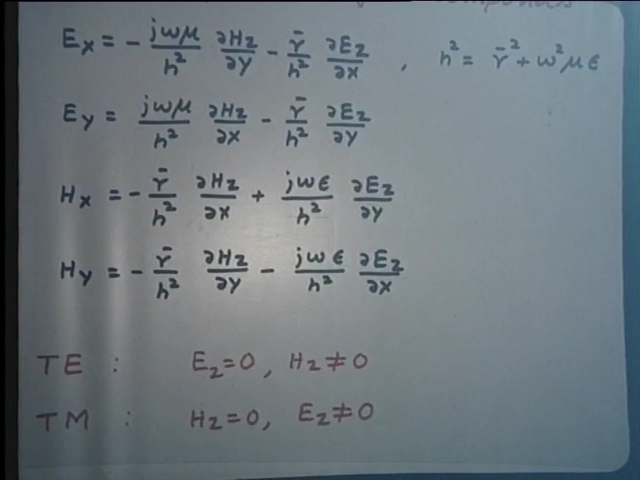 components
Ex = - jωμ/h² ∂Hz/∂y - γ̄/h² ∂Ez/∂x , h² = γ̄² + ω²με
Ey = jωμ/h² ∂Hz/∂x - γ̄/h² ∂Ez/∂y
Hx = - γ̄/h² ∂Hz/∂x + jωε/h² ∂Ez/∂y
Hy = - γ̄/h² ∂Hz/∂y - jωε/h² ∂Ez/∂x
TE : Ez=0, Hz≠0
TM : Hz=0, Ez≠0